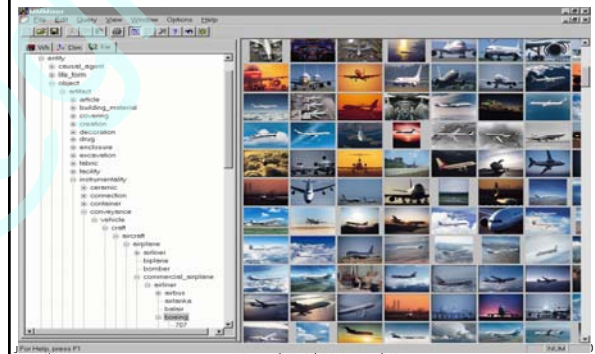 MMMiner
File Edit Query View Window Options Help
entity
causal_agent
life_form
object
artifact
article
building_material
covering
creation
decoration
drug
enclosure
excavation
fabric
facility
instrumentality
ceramic
connection
container
conveyance
vehicle
craft
aircraft
airplane
airliner
biplane
bomber
commercial_airplane
airliner
airbus
boeing
707
For Help, press F1
NUM